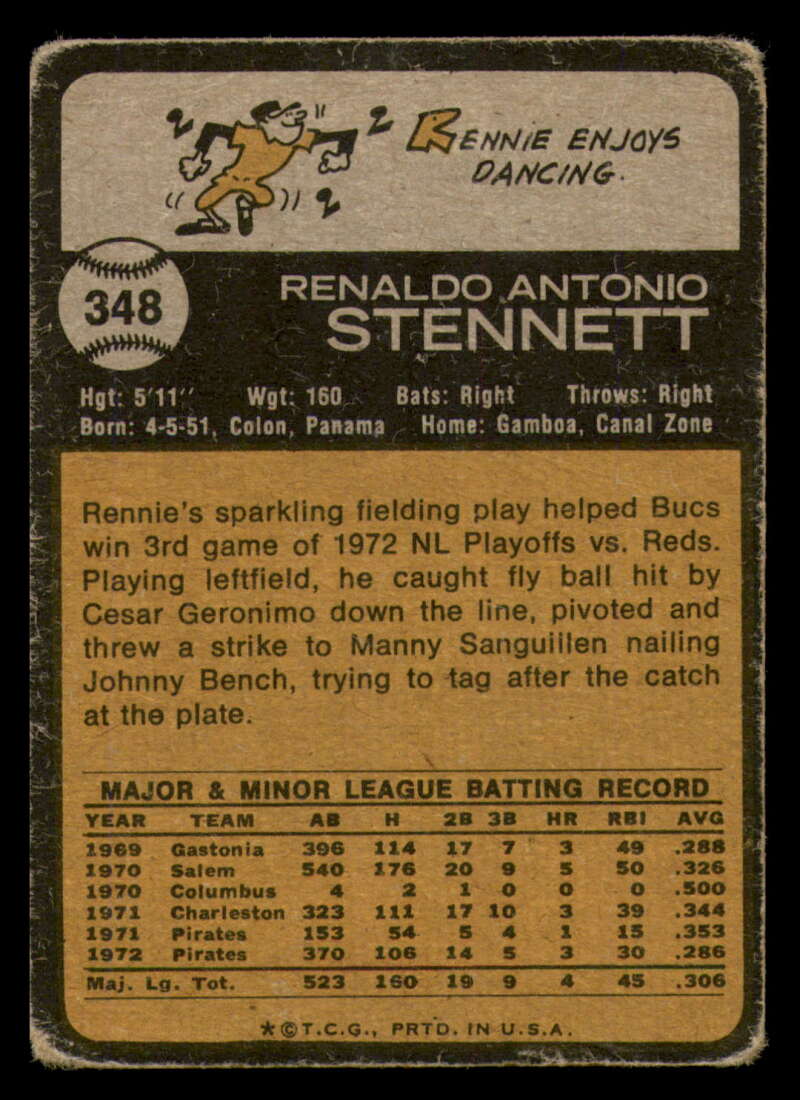 RENNIE ENJOYS
DANCING.
348
RENALDO ANTONIO
STENNETT
Hgt: 5'11" Wgt: 160 Bats: Right Throws: Right
Born: 4-5-51, Colon, Panama Home: Gamboa, Canal Zone
Rennie's sparkling fielding play helped Bucs
win 3rd game of 1972 NL Playoffs vs. Reds.
Playing leftfield, he caught fly ball hit by
Cesar Geronimo down the line, pivoted and
threw a strike to Manny Sanguillen nailing
Johnny Bench, trying to tag after the catch
at the plate.
MAJOR & MINOR LEAGUE BATTING RECORD
YEAR TEAM AB H 2B 3B HR RBI AVG
1969 Gastonia 396 114 17 7 3 49 .288
1970 Salem 540 176 20 9 5 50 .326
1970 Columbus 4 2 1 0 0 0 .500
1971 Charleston 323 111 17 10 3 39 .344
1971 Pirates 153 54 5 4 1 15 .353
1972 Pirates 370 106 14 5 3 30 .286
Maj. Lg. Tot. 523 160 19 9 4 45 .306
*©T.C.G., PRTD. IN U.S.A.